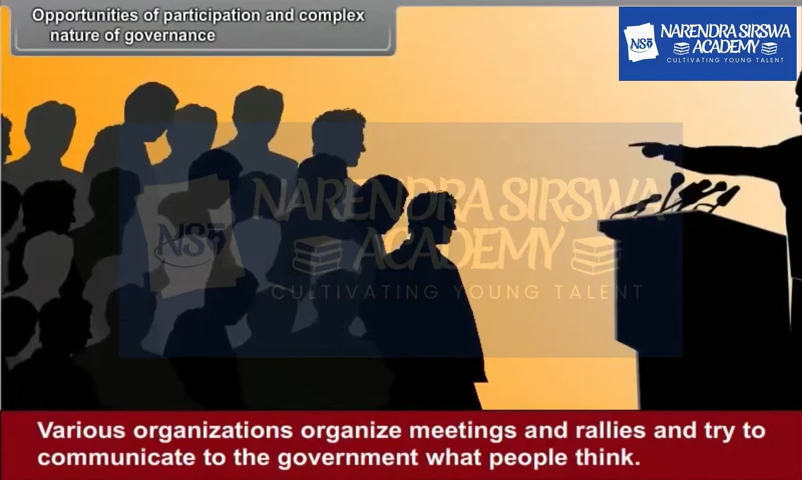 Opportunities of participation and complex
nature of governance
NARENDRA SIRSWA
ACADEMY
CULTIVATING YOUNG TALENT
NARENDRA SIRSWA
ACADEMY
CULTIVATING YOUNG TALENT
Various organizations organize meetings and rallies and try to
communicate to the government what people think.